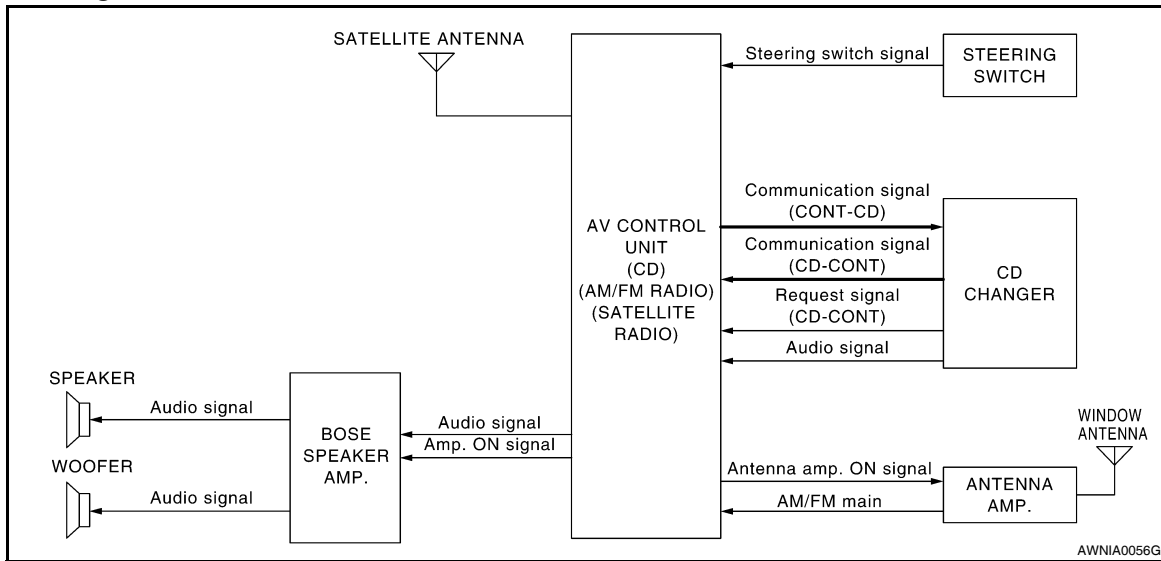 SATELLITE ANTENNA
Steering switch signal
STEERING
SWITCH
Communication signal
(CONT-CD)
Communication signal
(CD-CONT)
Request signal
(CD-CONT)
Audio signal
CD
CHANGER
AV CONTROL
UNIT
(CD)
(AM/FM RADIO)
(SATELLITE
RADIO)
SPEAKER
Audio signal
WOOFER
Audio signal
BOSE
SPEAKER
AMP.
Audio signal
Amp. ON signal
WINDOW
ANTENNA
Antenna amp. ON signal
AM/FM main
ANTENNA
AMP.
AWNIA0056G